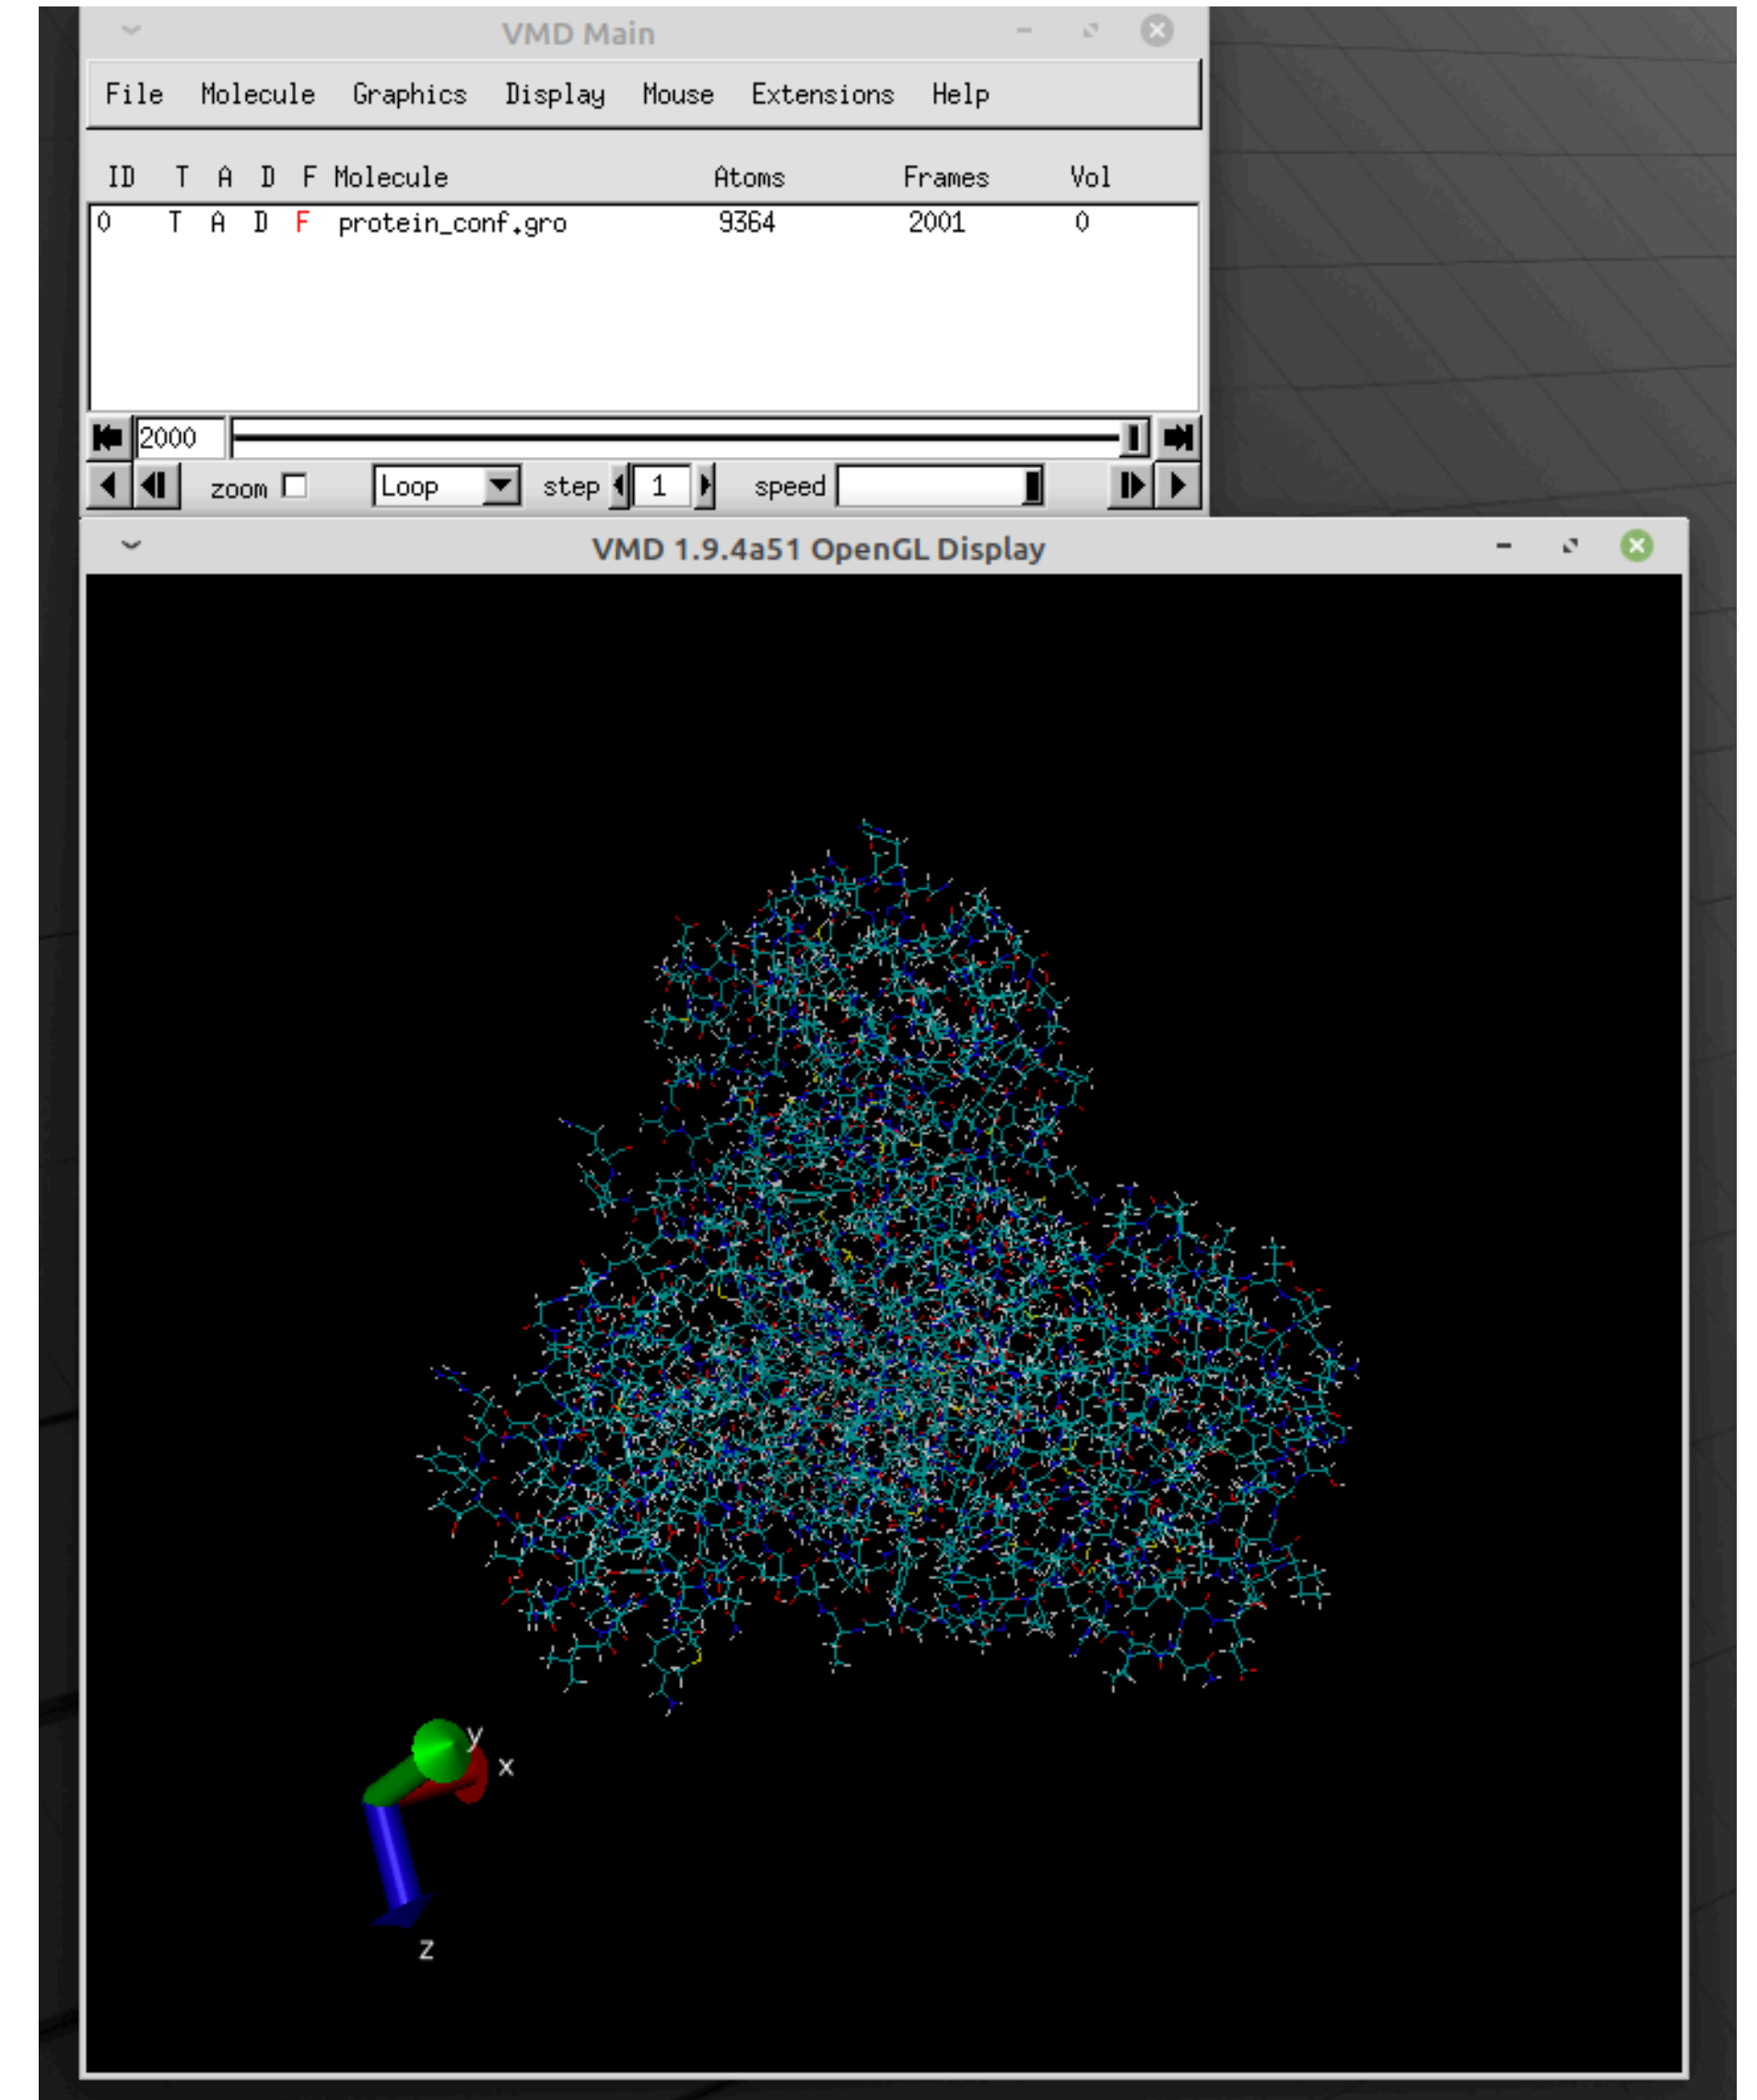 VMD Main
File Molecule Graphics Display Mouse Extensions Help
ID T A D F Molecule Atoms Frames Vol
0 T A D F protein_conf.gro 9364 2001 0
2000
zoom Loop step 1 speed
VMD 1.9.4a51 OpenGL Display
y
x
z